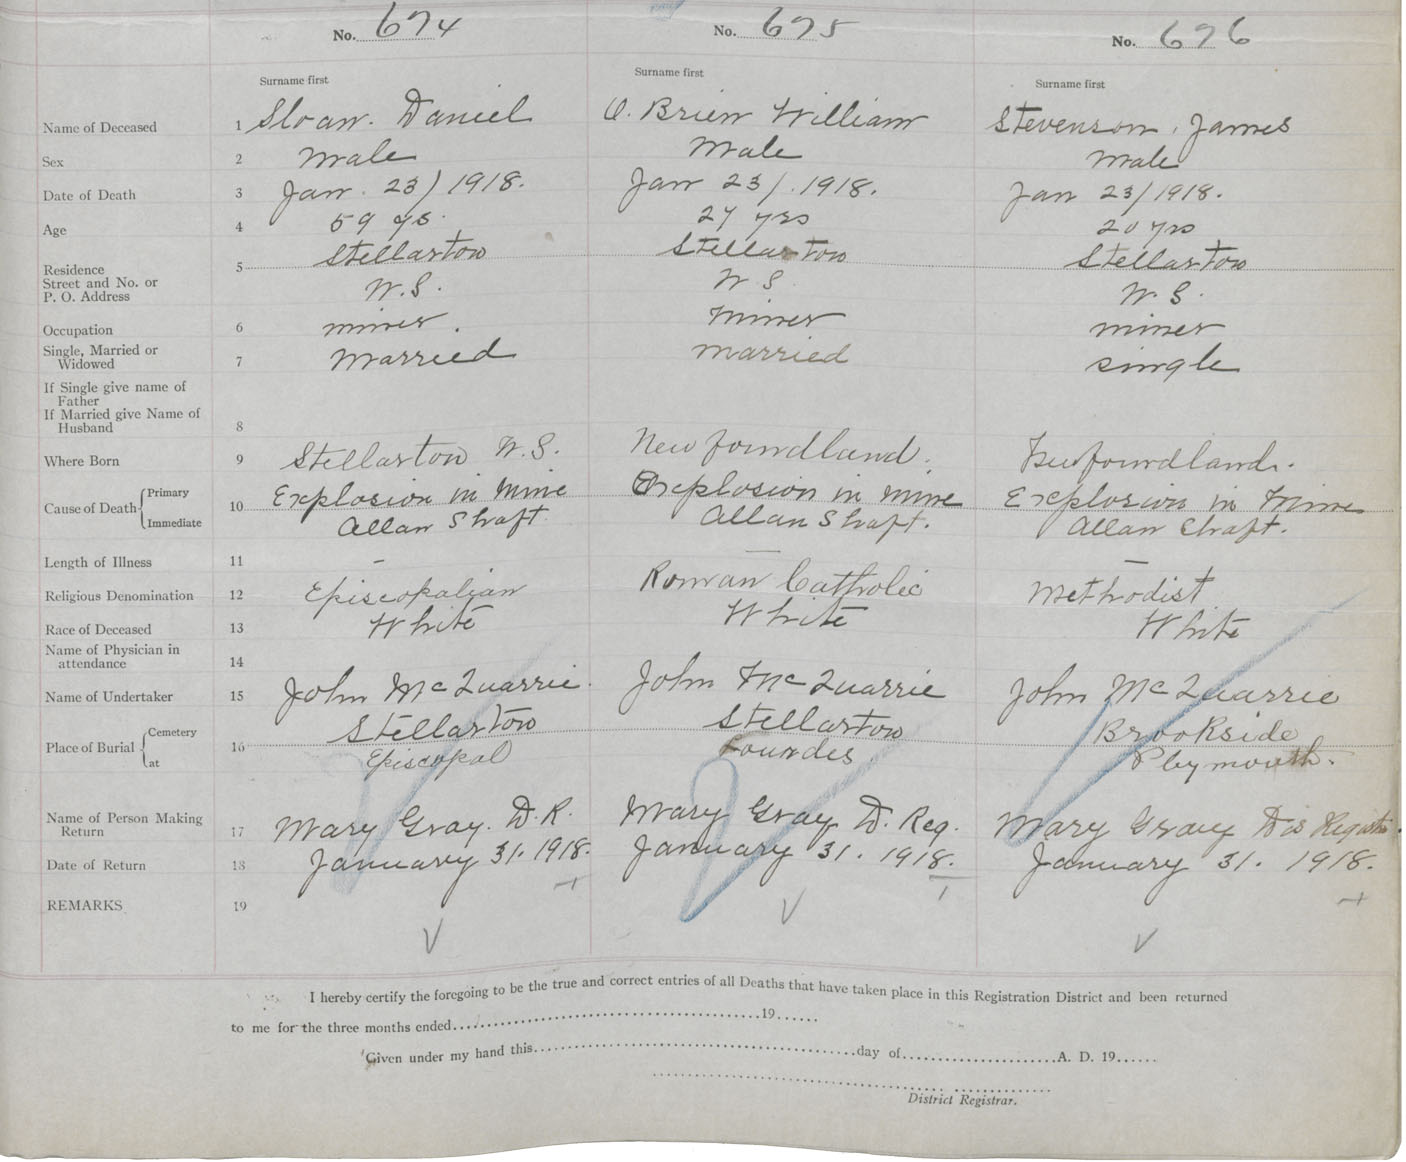 No. 674 No. 675 No. 676
Surname first Surname first Surname first
Name of Deceased 1 Sloan. Daniel O. Brien William Stevenson, James
Sex 2 Male Male Male
Date of Death 3 Jan. 23/1918. Jan 23/.1918. Jan 23/1918.
Age 4 59 ys. 27 yrs 20 yrs
Residence 5 Stellarton Stellarton Stellarton
Street and No. or
P. O. Address N.S. N S N. S.
Occupation 6 miner. Miner miner
Single, Married or
Widowed 7 Married married single
If Single give name of
Father
If Married give Name of
Husband 8
Where Born 9 Stellarton N.S. Newfoundland. Newfoundland.
Cause of Death { Primary 10 Explosion in Mine Explosion in mine Explosion in Mine
Immediate Allan Shaft. Allan Shaft. Allan Shaft.
Length of Illness 11 — — —
Religious Denomination 12 Episcopalian Roman Catholic Methodist
Race of Deceased 13 White White White
Name of Physician in
attendance 14
Name of Undertaker 15 John McQuarrie. John McQuarrie John McQuarrie
Place of Burial { Cemetery 16 Stellarton Stellarton Brookside
at Episcopal Lourdes Plymouth.
Name of Person Making
Return 17 Mary Gray. D.R. Mary Gray D. Reg. Mary Gray Dis Registrar
Date of Return 18 January 31. 1918. January 31. 1918. January 31. 1918.
REMARKS 19
I hereby certify the foregoing to be the true and correct entries of all Deaths that have taken place in this Registration District and been returned
to me for the three months ended........19......
Given under my hand this........day of........A. D. 19......
District Registrar.